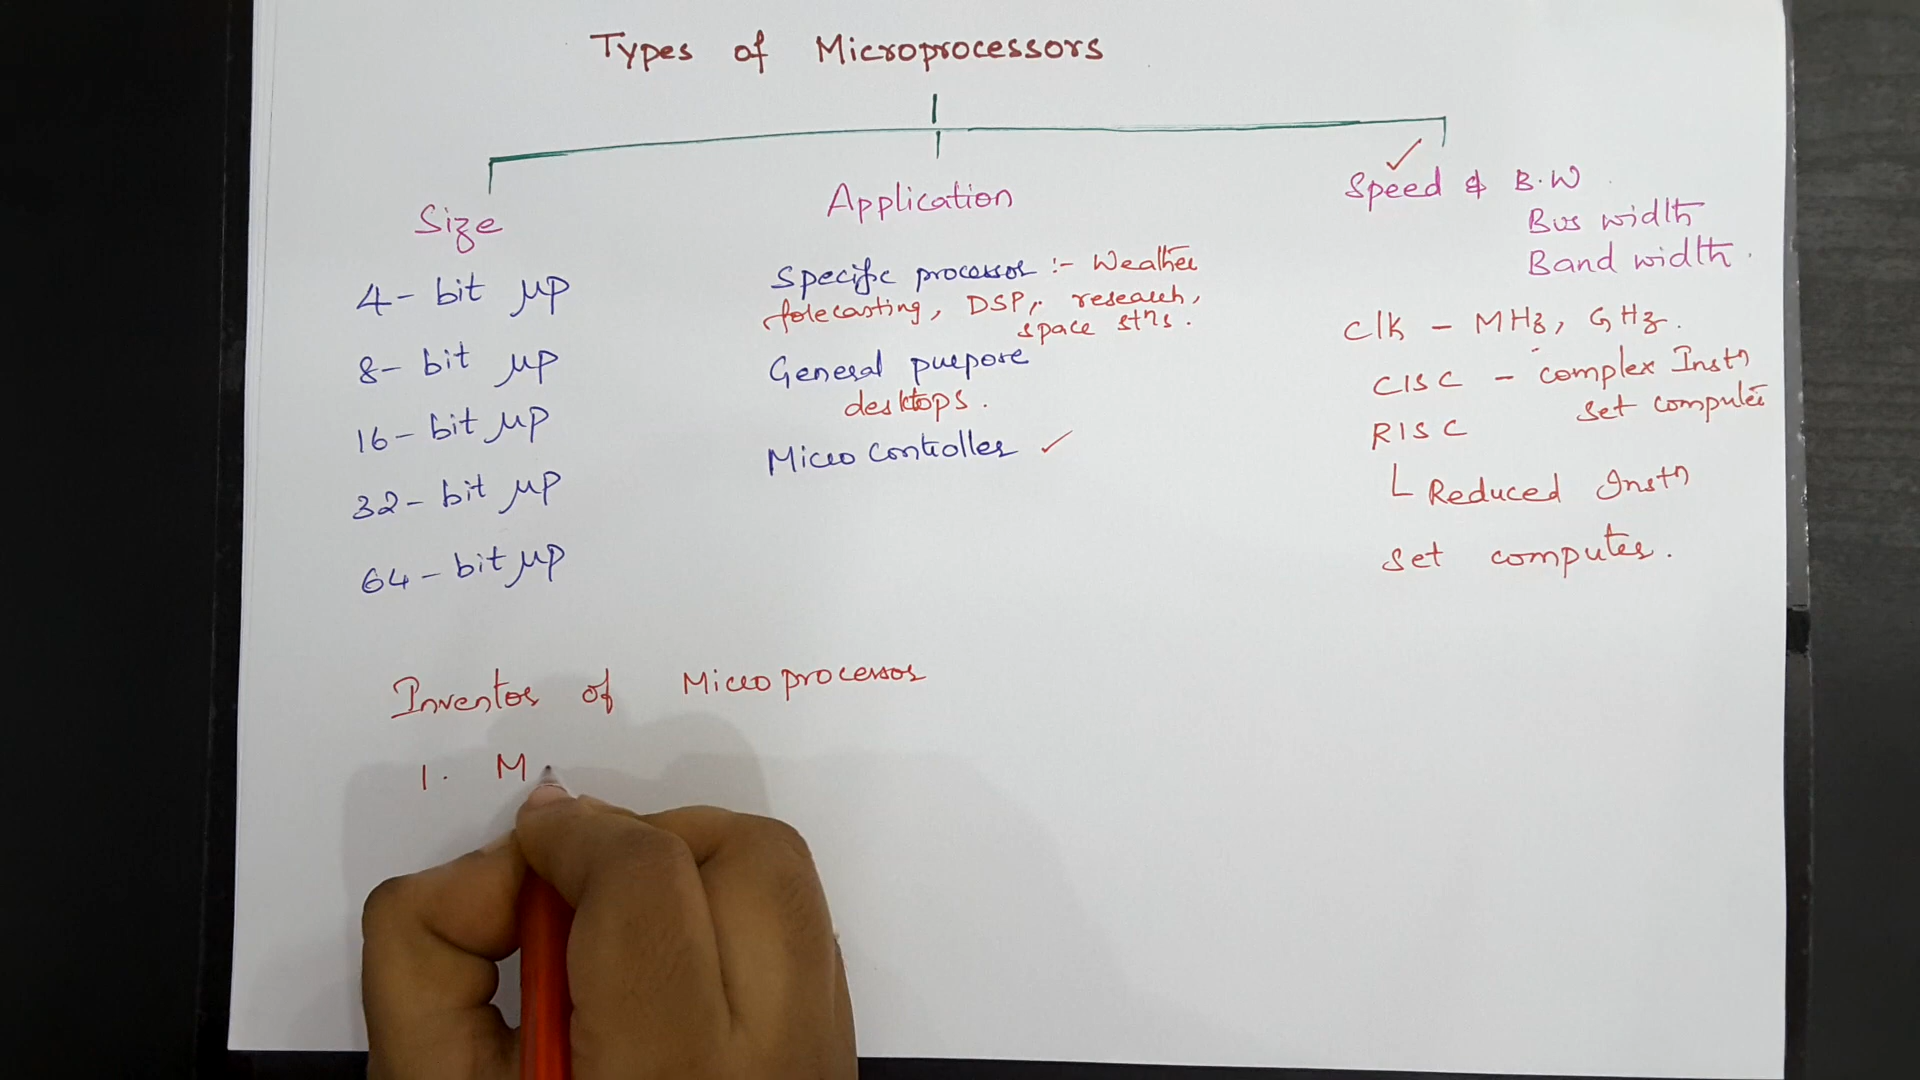 Types of Microprocessors
Size
4- bit μp
8- bit μp
16- bit μp
32- bit μp
64- bit μp
Application
Specific processor :- Weather
forecasting, DSP, research,
space stns.
General purpose
desktops.
Micro controller ✓
✓
Speed & B.W
Bus width
Band width.
Clk - MHz, GHz.
CISC - complex Instn
set computer
RISC
Reduced Instn
set computer.
Inventor of Microprocessor
1. M